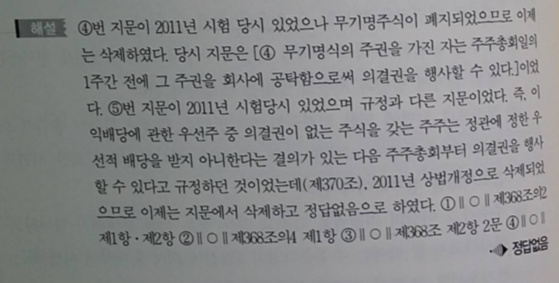 해설 ④번 지문이 2011년 시험 당시 있었으나 무기명주식이 폐지되었으므로 이제
는 삭제하였다. 당시 지문은 [④ 무기명식의 주권을 가진 자는 주주총회일의
1주간 전에 그 주권을 회사에 공탁함으로써 의결권을 행사할 수 있다.]이었
다. ⑤번 지문이 2011년 시험당시 있었으며 규정과 다른 지문이었다. 즉, 이
익배당에 관한 우선주 중 의결권이 없는 주식을 갖는 주주는 정관에 정한 우
선적 배당을 받지 아니한다는 결의가 있는 다음 주주총회부터 의결권을 행사
할 수 있다고 규정하던 것이었는데(제370조), 2011년 상법개정으로 삭제되었
으므로 이제는 지문에서 삭제하고 정답없음으로 하였다. ①∥○∥제368조의2
제1항·제2항 ②∥○∥제368조의4 제1항 ③∥○∥제368조 제2항 2문 ④∥○∥
정답없음